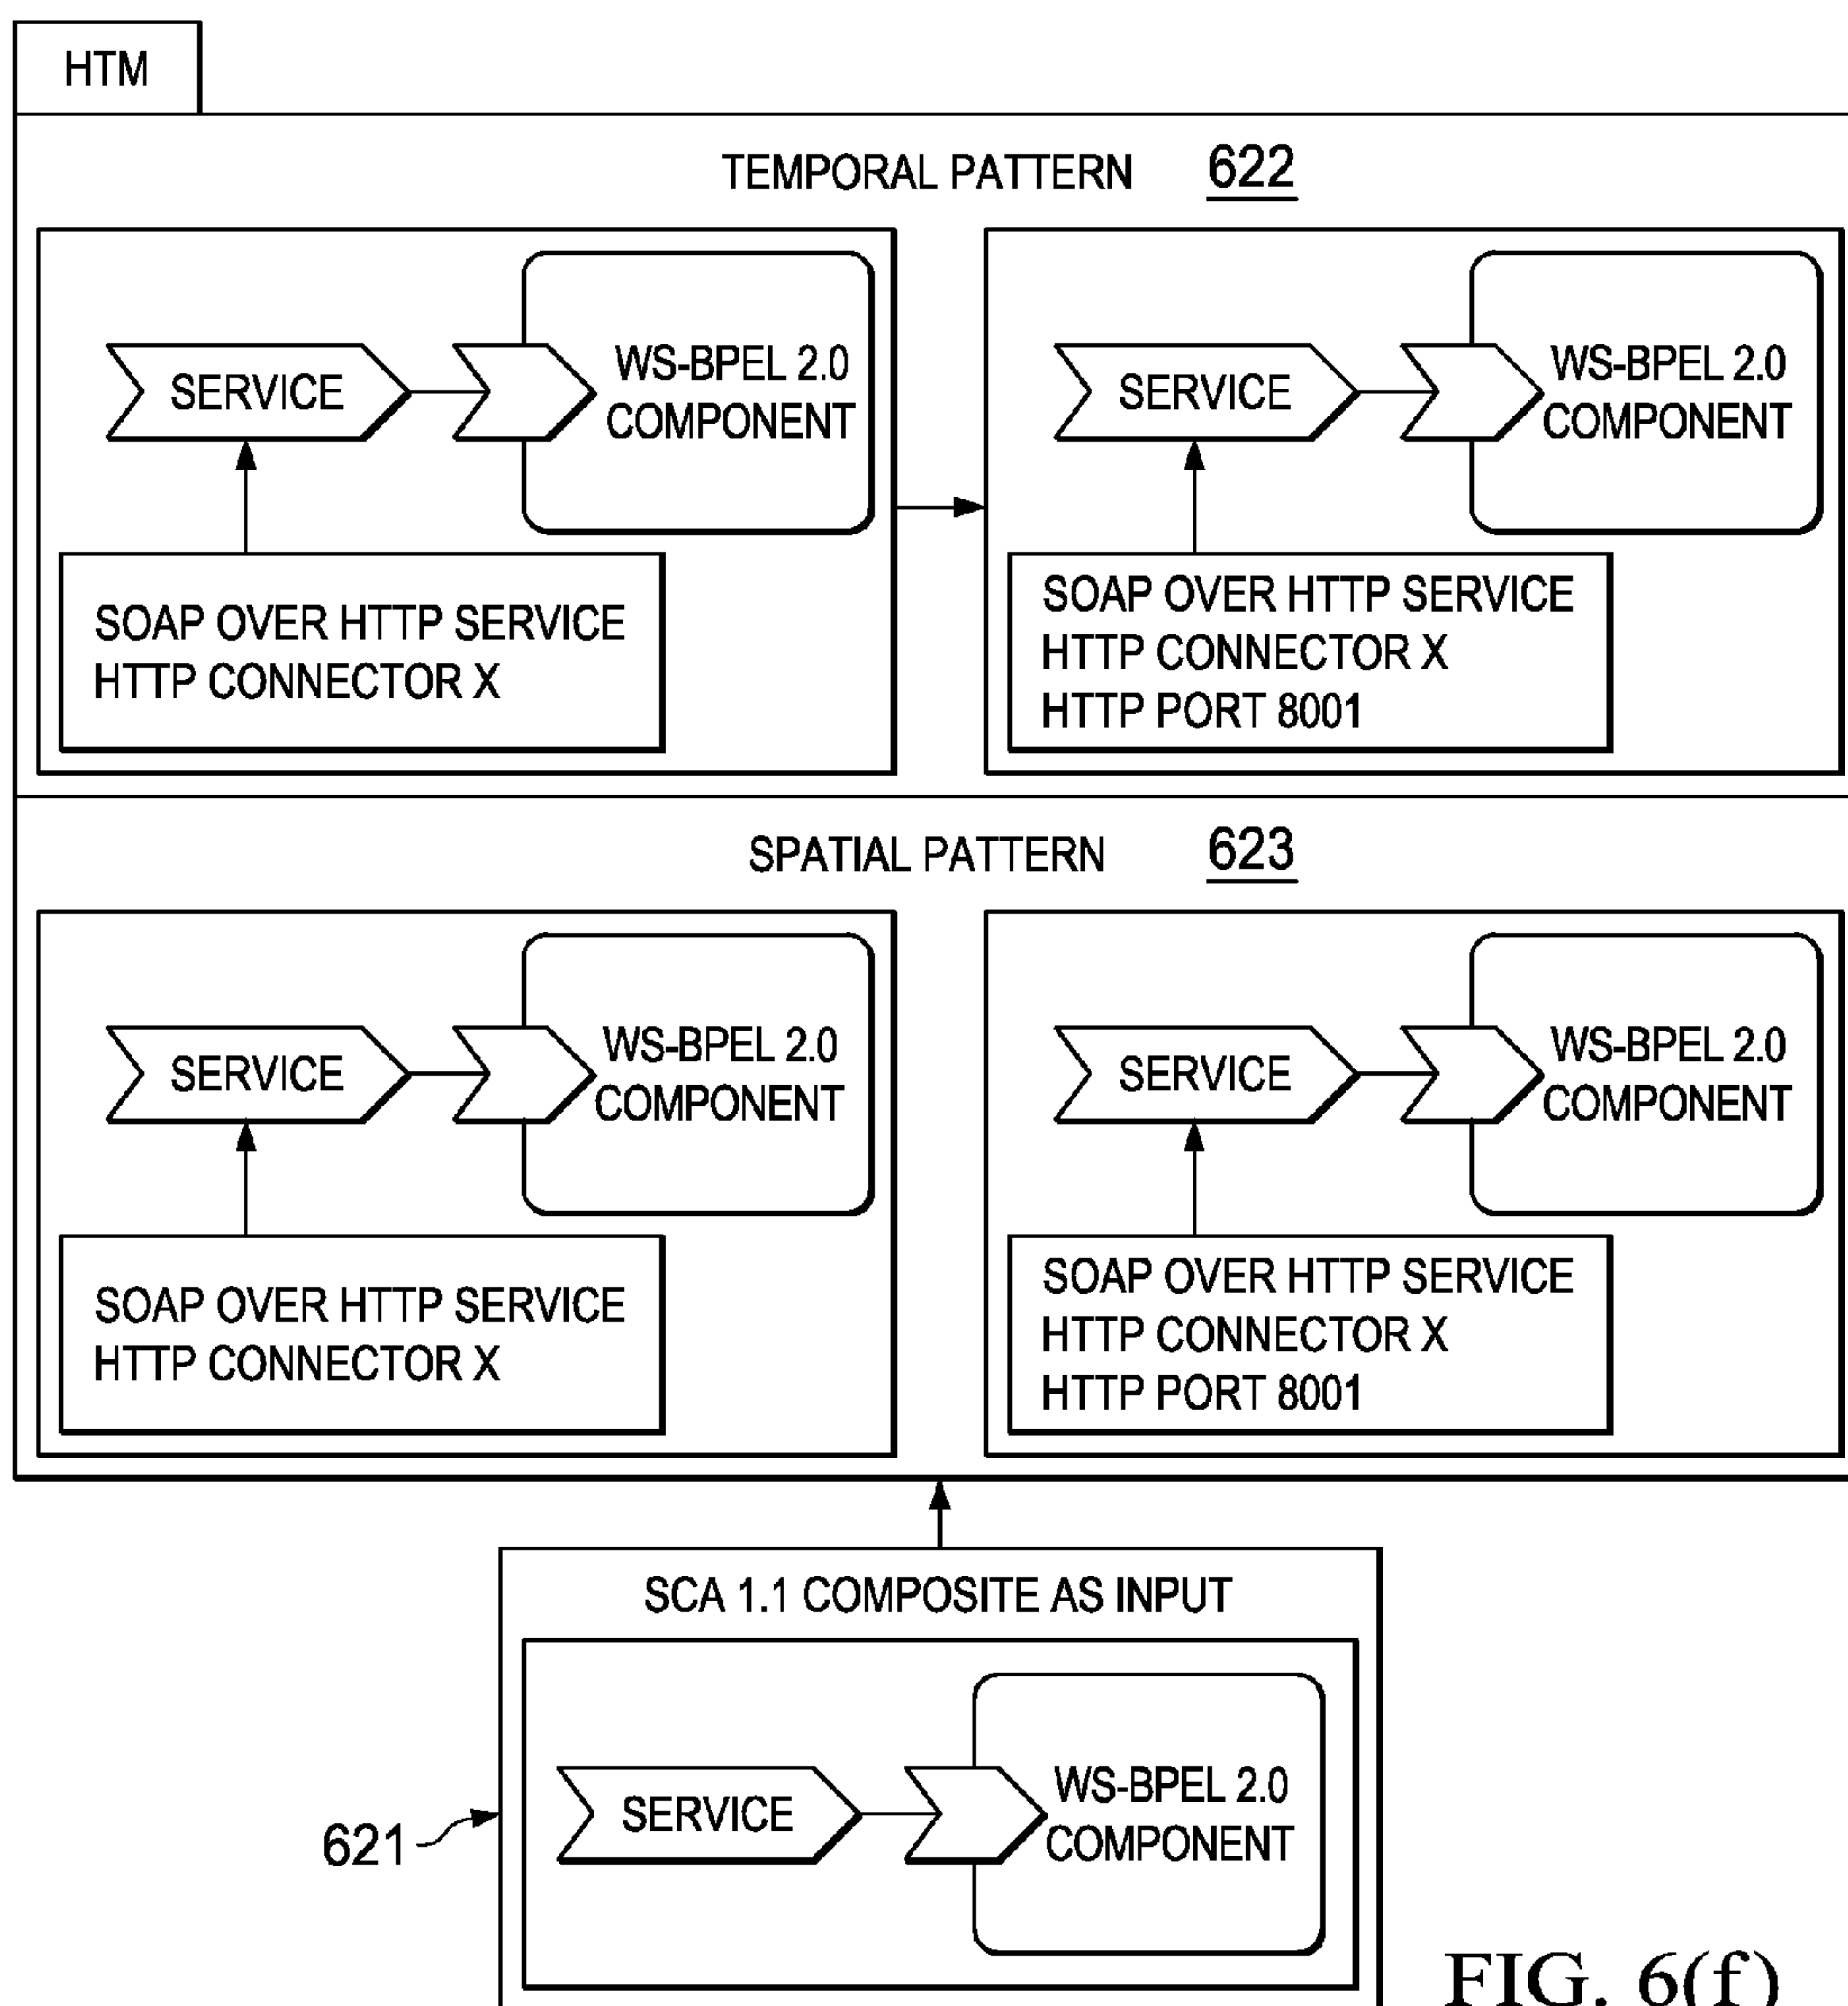 HTM
TEMPORAL PATTERN 622
SERVICE
WS-BPEL 2.0
COMPONENT
SOAP OVER HTTP SERVICE
HTTP CONNECTOR X
SERVICE
WS-BPEL 2.0
COMPONENT
SOAP OVER HTTP SERVICE
HTTP CONNECTOR X
HTTP PORT 8001
SPATIAL PATTERN 623
SERVICE
WS-BPEL 2.0
COMPONENT
SOAP OVER HTTP SERVICE
HTTP CONNECTOR X
SERVICE
WS-BPEL 2.0
COMPONENT
SOAP OVER HTTP SERVICE
HTTP CONNECTOR X
HTTP PORT 8001
SCA 1.1 COMPOSITE AS INPUT
SERVICE
WS-BPEL 2.0
COMPONENT
621
FIG. 6(f)